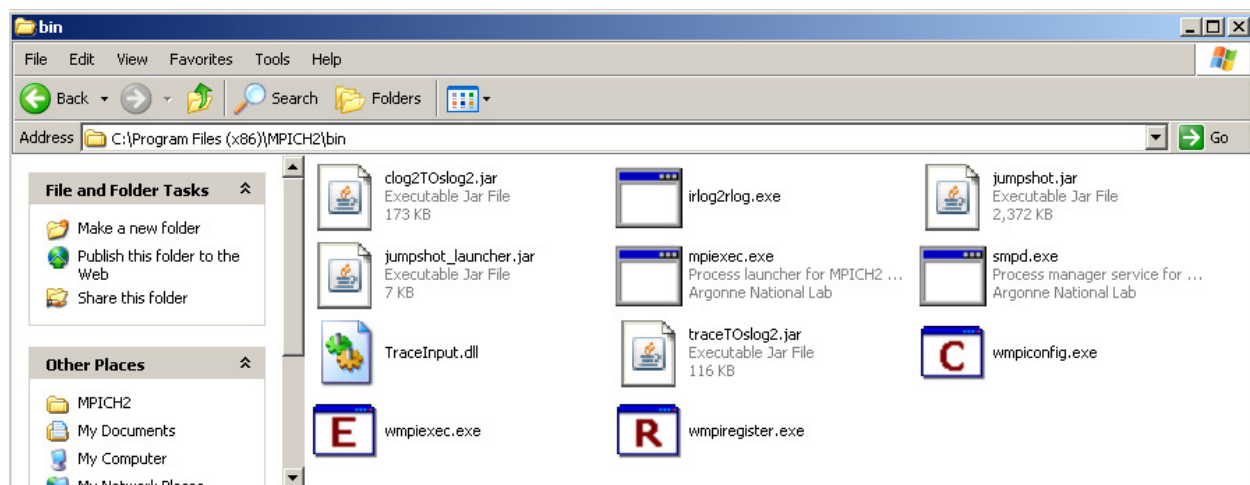 bin
File Edit View Favorites Tools Help
Back Search Folders
Address C:\Program Files (x86)\MPICH2\bin Go
File and Folder Tasks
Make a new folder
Publish this folder to the
Web
Share this folder
Other Places
MPICH2
My Documents
My Computer
My Network Places
clog2TOslog2.jar
Executable Jar File
173 KB
irlog2rlog.exe
jumpshot.jar
Executable Jar File
2,372 KB
jumpshot_launcher.jar
Executable Jar File
7 KB
mpiexec.exe
Process launcher for MPICH2 ...
Argonne National Lab
smpd.exe
Process manager service for ...
Argonne National Lab
TraceInput.dll
traceTOslog2.jar
Executable Jar File
116 KB
C
wmpiconfig.exe
E
wmpiexec.exe
R
wmpiregister.exe